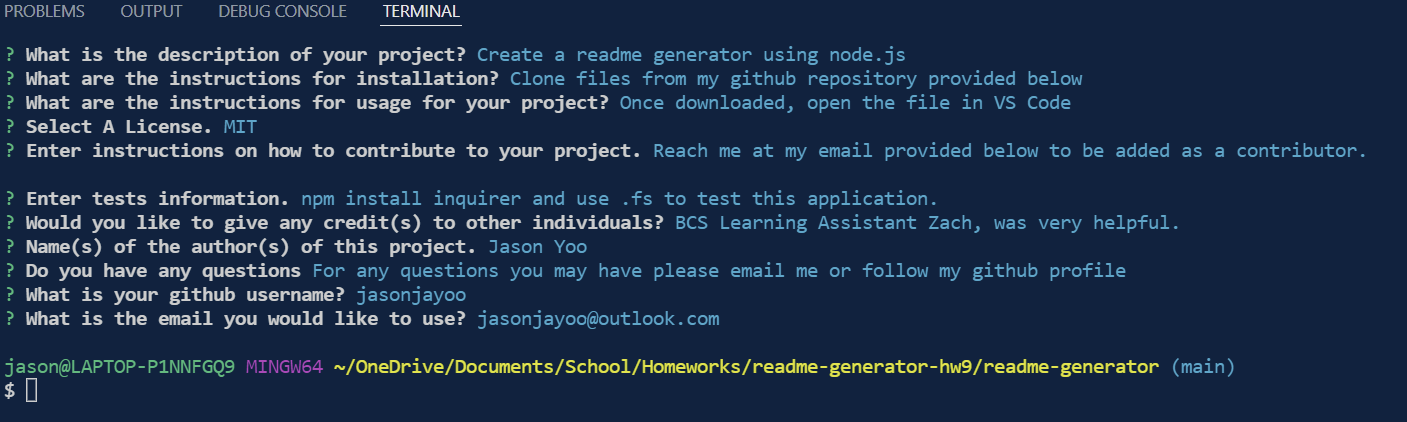 PROBLEMS OUTPUT DEBUG CONSOLE TERMINAL
? What is the description of your project? Create a readme generator using node.js
? What are the instructions for installation? Clone files from my github repository provided below
? What are the instructions for usage for your project? Once downloaded, open the file in VS Code
? Select A License. MIT
? Enter instructions on how to contribute to your project. Reach me at my email provided below to be added as a contributor.
? Enter tests information. npm install inquirer and use .fs to test this application.
? Would you like to give any credit(s) to other individuals? BCS Learning Assistant Zach, was very helpful.
? Name(s) of the author(s) of this project. Jason Yoo
? Do you have any questions For any questions you may have please email me or follow my github profile
? What is your github username? jasonjayoo
? What is the email you would like to use? jasonjayoo@outlook.com
jason@LAPTOP-P1NNFGQ9 MINGW64 ~/OneDrive/Documents/School/Homeworks/readme-generator-hw9/readme-generator (main)
$